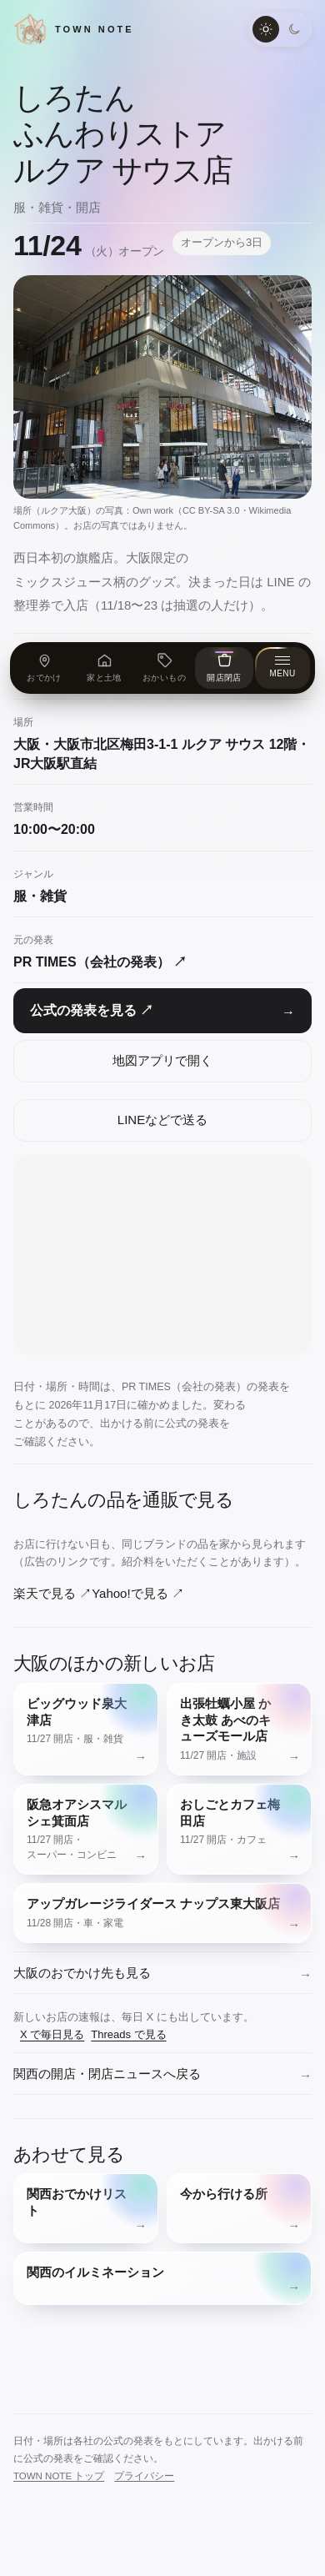 TOWN NOTE
しろたん
ふんわりストア
ルクア サウス店
服・雑貨・開店
11/24 （火）オープン オープンから3日
場所（ルクア大阪）の写真：Own work（CC BY-SA 3.0・Wikimedia
Commons）。お店の写真ではありません。
西日本初の旗艦店。大阪限定の
ミックスジュース柄のグッズ。決まった日は LINE の
整理券で入店（11/18〜23 は抽選の人だけ）。
おでかけ 家と土地 おかいもの 開店閉店 MENU
場所
大阪・大阪市北区梅田3-1-1 ルクア サウス 12階・
JR大阪駅直結
営業時間
10:00〜20:00
ジャンル
服・雑貨
元の発表
PR TIMES（会社の発表） ↗
公式の発表を見る ↗ →
地図アプリで開く
LINEなどで送る
日付・場所・時間は、PR TIMES（会社の発表）の発表を
もとに 2026年11月17日に確かめました。変わる
ことがあるので、出かける前に公式の発表を
ご確認ください。
しろたんの品を通販で見る
お店に行けない日も、同じブランドの品を家から見られます
（広告のリンクです。紹介料をいただくことがあります）。
楽天で見る ↗Yahoo!で見る ↗
大阪のほかの新しいお店
ビッグウッド泉大
津店
11/27 開店・服・雑貨
→
出張牡蠣小屋 か
き太鼓 あべのキ
ューズモール店
11/27 開店・施設
→
阪急オアシスマル
シェ箕面店
11/27 開店・
スーパー・コンビニ
→
おしごとカフェ梅
田店
11/27 開店・カフェ
→
アップガレージライダース ナップス東大阪店
11/28 開店・車・家電
→
大阪のおでかけ先も見る →
新しいお店の速報は、毎日 X にも出しています。
X で毎日見る Threads で見る
関西の開店・閉店ニュースへ戻る →
あわせて見る
関西おでかけリス
ト
→
今から行ける所
→
関西のイルミネーション
→
日付・場所は各社の公式の発表をもとにしています。出かける前
に公式の発表をご確認ください。
TOWN NOTE トップ プライバシー